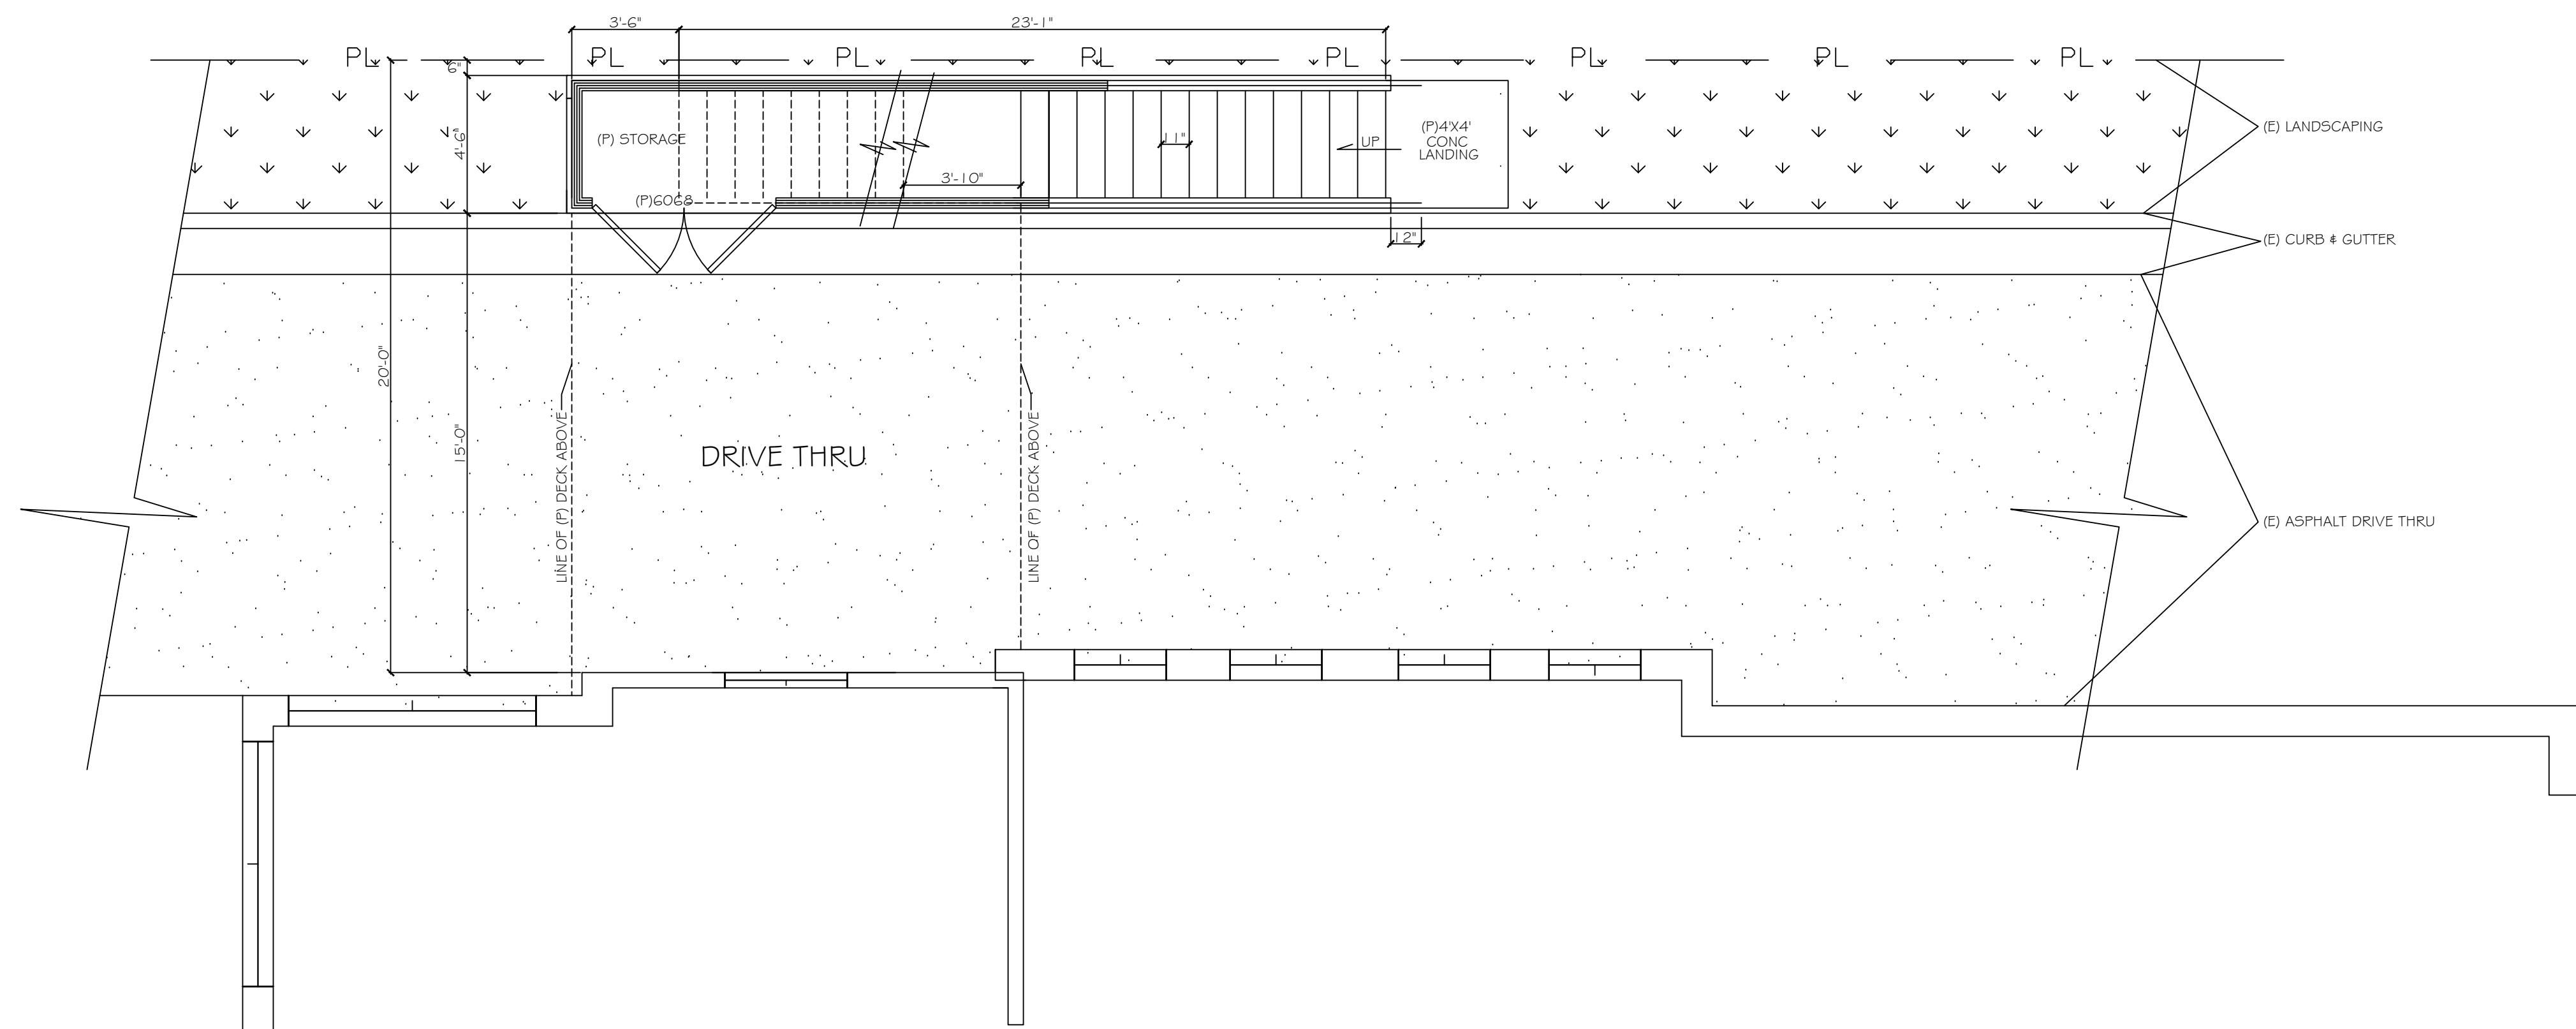 3'-6"
23'-1"
PL PL PL PL PL PL PL PL
6"
(P) STORAGE
4'-6"
11"
UP
(P)4'X4'
CONC
LANDING
(E) LANDSCAPING
3'-10"
(P)6068
12"
(E) CURB & GUTTER
20'-0"
15'-0"
LINE OF (P) DECK ABOVE
DRIVE THRU
LINE OF (P) DECK ABOVE
(E) ASPHALT DRIVE THRU